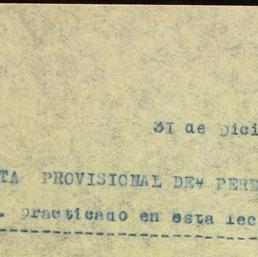 31 de Dici
TA PROVISIONAL DE" PERD
. practicado en esta fec